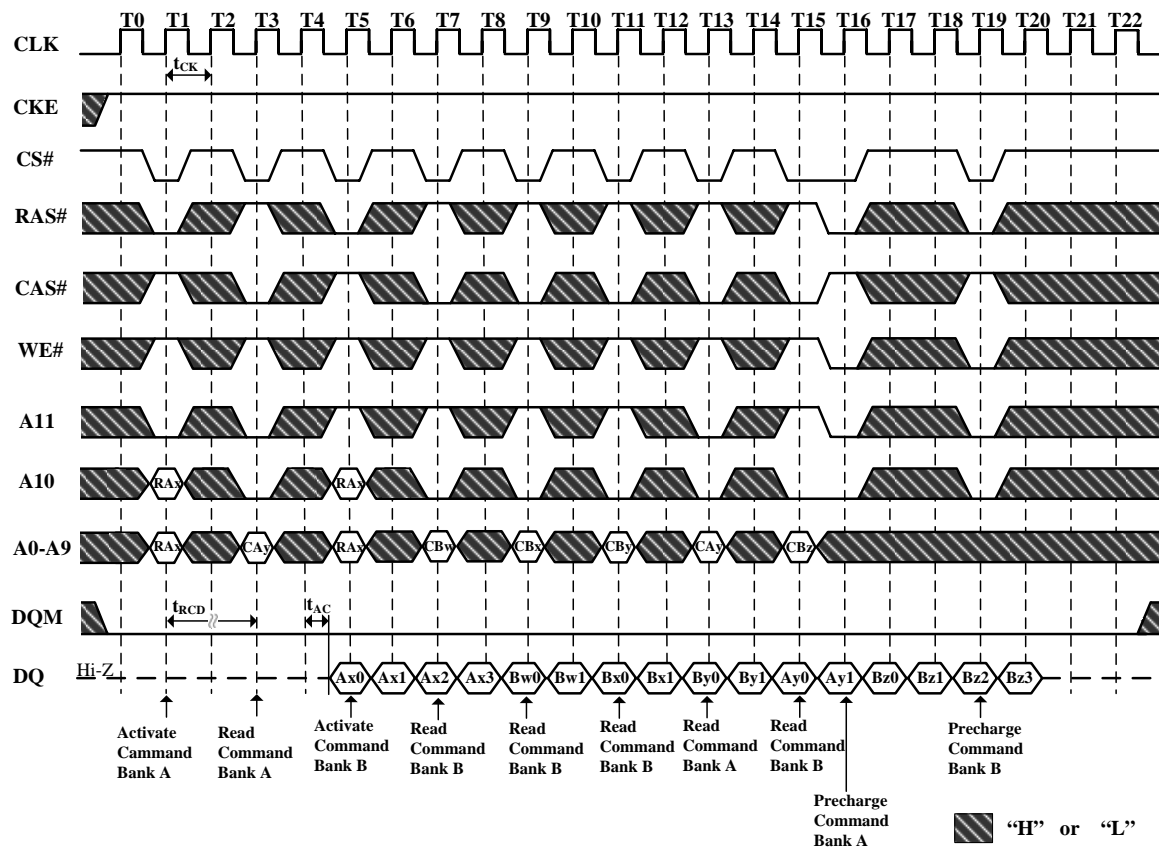 T0 T1 T2 T3 T4 T5 T6 T7 T8 T9 T10 T11 T12 T13 T14 T15 T16 T17 T18 T19 T20 T21 T22
CLK
tCK
CKE
CS#
RAS#
CAS#
WE#
A11
A10 RAx RAx
A0-A9 RAx CAy RAx CBw CBx CBy CAy CBz
DQM tRCD tAC
DQ Hi-Z Ax0 Ax1 Ax2 Ax3 Bw0 Bw1 Bx0 Bx1 By0 By1 Ay0 Ay1 Bz0 Bz1 Bz2 Bz3
Activate
Cammand
Bank A
Read
Command
Bank A
Activate
Command
Bank B
Read
Command
Bank B
Read
Command
Bank B
Read
Command
Bank B
Read
Command
Bank A
Read
Command
Bank B
Precharge
Command
Bank B
Precharge
Command
Bank A
“H” or “L”